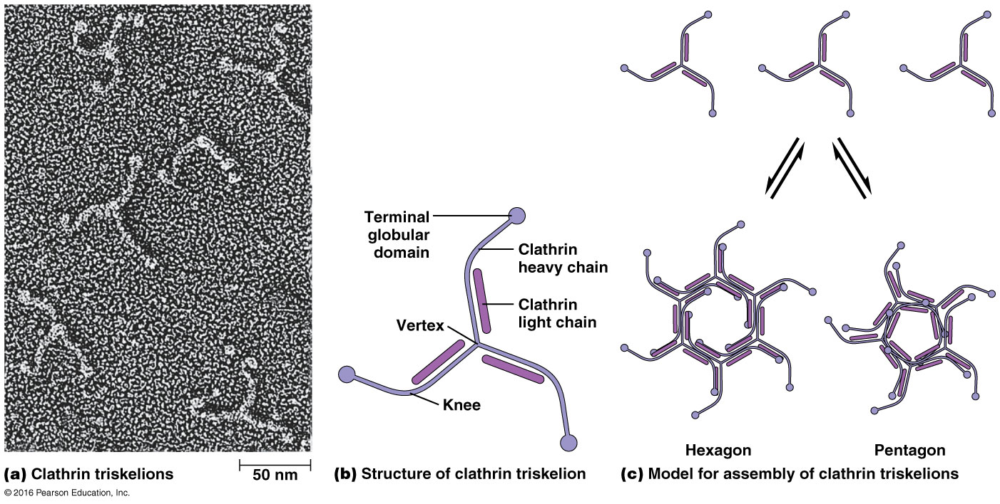 Terminal
globular
domain
Clathrin
heavy chain
Clathrin
light chain
Vertex
Knee
Hexagon
Pentagon
50 nm
(a) Clathrin triskelions
(b) Structure of clathrin triskelion
(c) Model for assembly of clathrin triskelions
© 2016 Pearson Education, Inc.